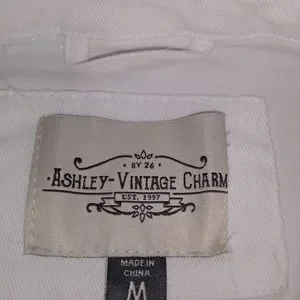 • BY 26 •
•ASHLEY-VINTAGE CHARM
EST. 1997
MADE IN
CHINA
M